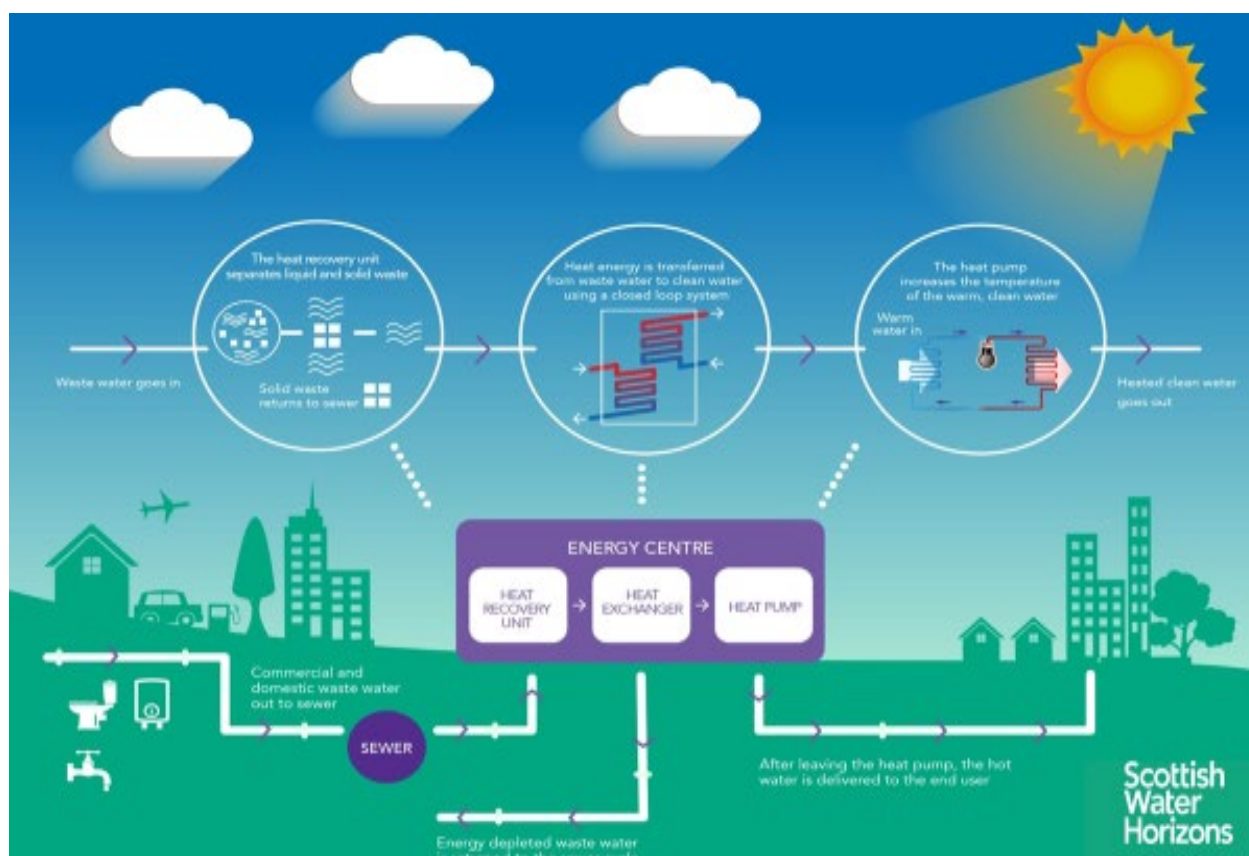 The heat recovery unit
separates liquid and solid waste
Solid waste
returns to sewer
Heat energy is transferred
from waste water to clean water
using a closed loop system
The heat pump
increases the temperature
of the warm, clean water
Warm
water in
Waste water goes in
Heated clean water
goes out
ENERGY CENTRE
HEAT
RECOVERY
UNIT
HEAT
EXCHANGER
HEAT PUMP
Commercial and
domestic waste water
out to sewer
SEWER
After leaving the heat pump, the hot
water is delivered to the end user
Energy depleted waste water
Scottish
Water
Horizons